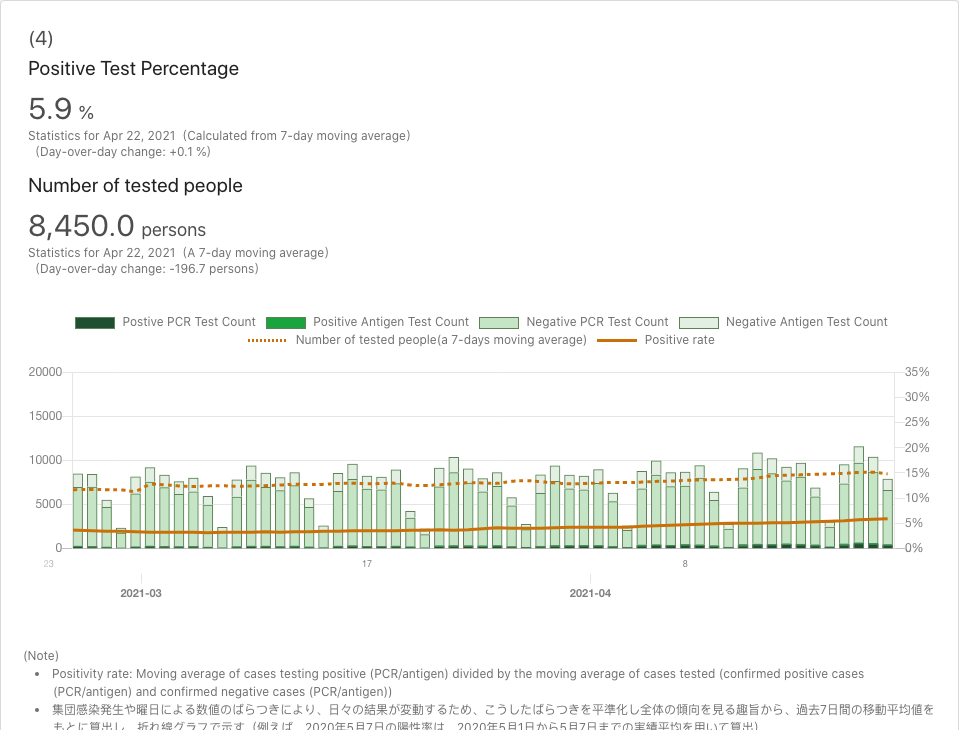 (4)
Positive Test Percentage
5.9 %
Statistics for Apr 22, 2021 (Calculated from 7-day moving average)
(Day-over-day change: +0.1 %)
Number of tested people
8,450.0 persons
Statistics for Apr 22, 2021 (A 7-day moving average)
(Day-over-day change: -196.7 persons)
Postive PCR Test Count Positive Antigen Test Count Negative PCR Test Count Negative Antigen Test Count
Number of tested people(a 7-days moving average) Positive rate
20000 35%
30%
15000 25%
20%
10000 15%
5000 10%
5%
0 0%
23 17 8
2021-03 2021-04
(Note)
• Positivity rate: Moving average of cases testing positive (PCR/antigen) divided by the moving average of cases tested (confirmed positive cases
(PCR/antigen) and confirmed negative cases (PCR/antigen))
• 集団感染発生や曜日による数値のばらつきにより、日々の結果が変動するため、こうしたばらつきを平準化し全体の傾向を見る趣旨から、過去7日間の移動平均値を
もとに算出し、折れ線グラフで示す（例えば、2020年5月7日の陽性率は、2020年5月1日から5月7日までの実績平均を用いて算出）